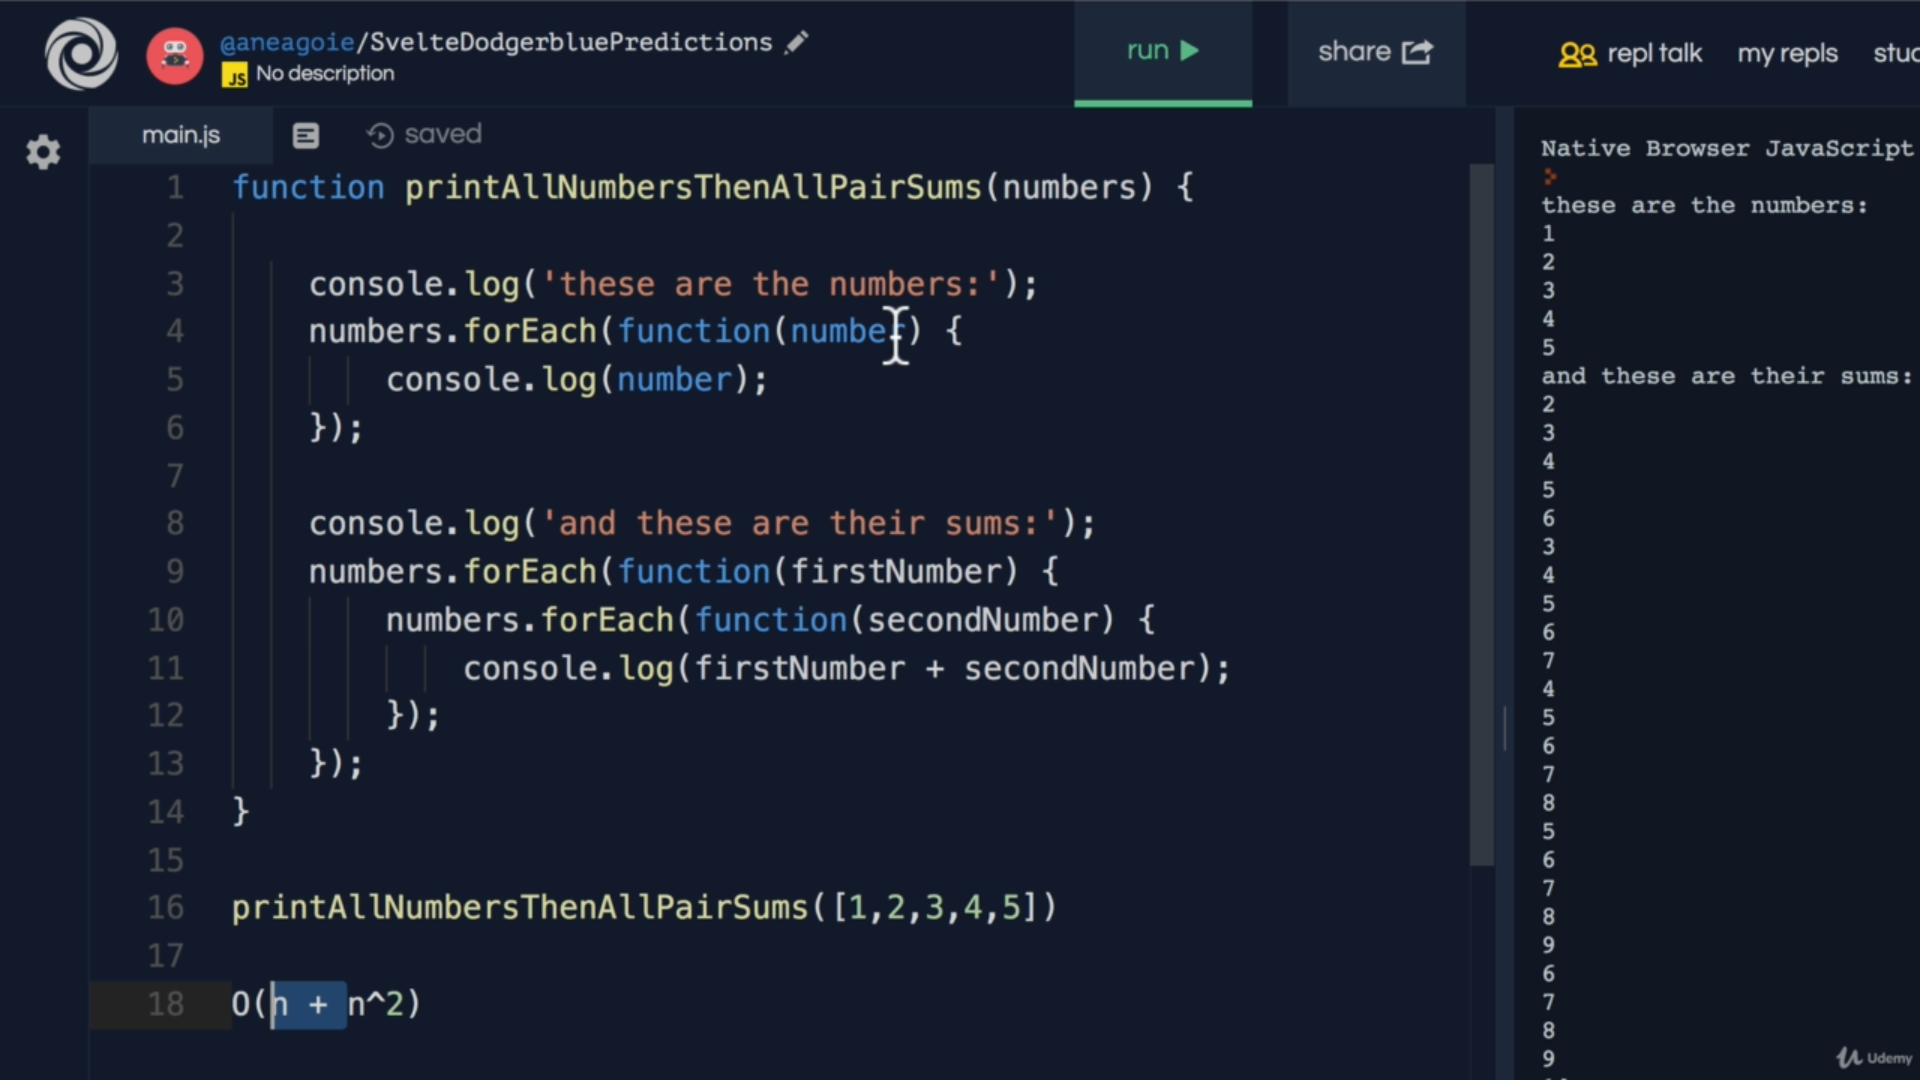 @aneagoie/SvelteDodgerbluePredictions
JS No description
run
share
repl talk
my repls
main.js
saved
1 function printAllNumbersThenAllPairSums(numbers) {
2
3 console.log('these are the numbers:');
4 numbers.forEach(function(number) {
5 console.log(number);
6 });
7
8 console.log('and these are their sums:');
9 numbers.forEach(function(firstNumber) {
10 numbers.forEach(function(secondNumber) {
11 console.log(firstNumber + secondNumber);
12 });
13 });
14 }
15
16 printAllNumbersThenAllPairSums([1,2,3,4,5])
17
18 O(n + n^2)
Native Browser JavaScript
these are the numbers:
1
2
3
4
5
and these are their sums:
2
3
4
5
6
3
4
5
6
7
4
5
6
7
8
5
6
7
8
9
6
7
8
9
Udemy